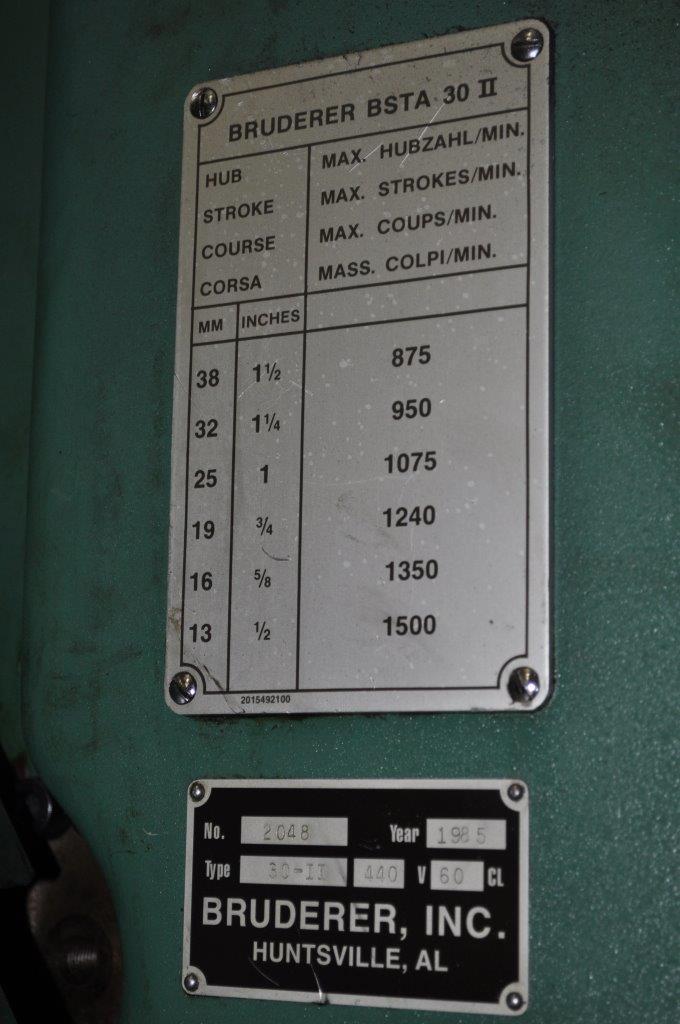 BRUDERER BSTA 30 II
HUB MAX. HUBZAHL/MIN.
STROKE MAX. STROKES/MIN.
COURSE MAX. COUPS/MIN.
CORSA MASS. COLPI/MIN.
MM INCHES
38 1½ 875
32 1¼ 950
25 1 1075
19 ¾ 1240
16 ⅝ 1350
13 ½ 1500
2015492100
No. 2048 Year 1985
Type 30-II 440 V 60 CL
BRUDERER, INC.
HUNTSVILLE, AL